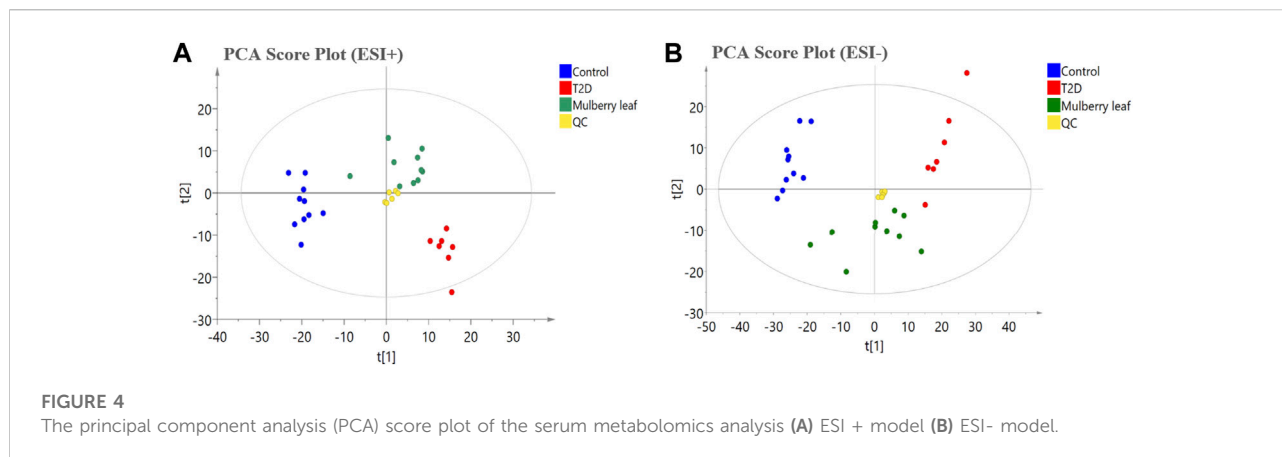 A
PCA Score Plot (ESI+)
Control
T2D
Mulberry leaf
QC
20
10
0
-10
-20
-30
-40
-30
-20
-10
0
10
20
30
t[2]
t[1]
B
PCA Score Plot (ESI-)
Control
T2D
Mulberry leaf
QC
20
10
0
-10
-20
-30
-50
-40
-30
-20
-10
0
10
20
30
40
t[2]
t[1]
FIGURE 4
The principal component analysis (PCA) score plot of the serum metabolomics analysis (A) ESI + model (B) ESI- model.